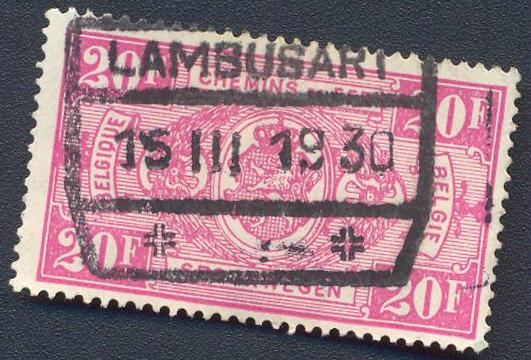 LAMBUSART
20F CHEMINS 20F
15 III 1930
BELGIQUE BELGIE
20F 20F